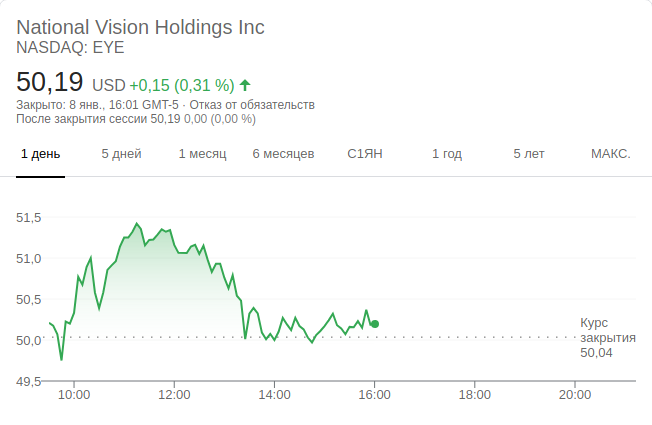 National Vision Holdings Inc
NASDAQ: EYE
50,19 USD +0,15 (0,31 %)
Закрыто: 8 янв., 16:01 GMT-5 · Отказ от обязательств
После закрытия сессии 50,19 0,00 (0,00 %)
1 день 5 дней 1 месяц 6 месяцев С1ЯН 1 год 5 лет МАКС.
51,5
51,0
50,5
50,0
49,5
Курс
закрытия
50,04
10:00 12:00 14:00 16:00 18:00 20:00